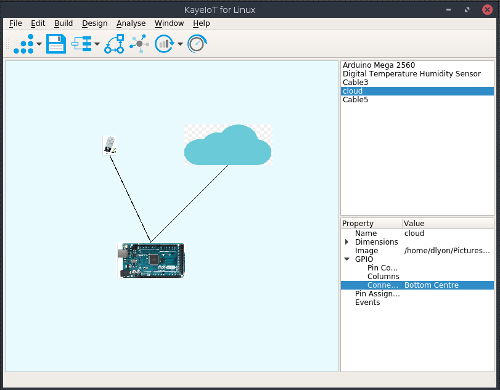 KayeIoT for Linux
File Edit Build Design Analyse Window Help
Arduino Mega 2560
Digital Temperature Humidity Sensor
Cable3
cloud
Cable5
Property Value
Name cloud
Dimensions
Image /home/dlyon/Pictures...
GPIO
Pin Co...
Columns
Conne... Bottom Centre
Pin Assign...
Events